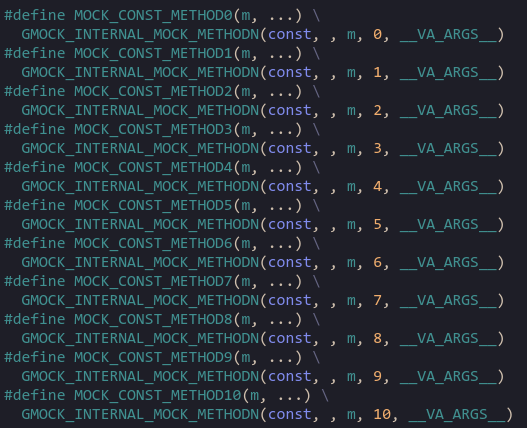 #define MOCK_CONST_METHOD0(m, ...) \
  GMOCK_INTERNAL_MOCK_METHODN(const, , m, 0, __VA_ARGS__)
#define MOCK_CONST_METHOD1(m, ...) \
  GMOCK_INTERNAL_MOCK_METHODN(const, , m, 1, __VA_ARGS__)
#define MOCK_CONST_METHOD2(m, ...) \
  GMOCK_INTERNAL_MOCK_METHODN(const, , m, 2, __VA_ARGS__)
#define MOCK_CONST_METHOD3(m, ...) \
  GMOCK_INTERNAL_MOCK_METHODN(const, , m, 3, __VA_ARGS__)
#define MOCK_CONST_METHOD4(m, ...) \
  GMOCK_INTERNAL_MOCK_METHODN(const, , m, 4, __VA_ARGS__)
#define MOCK_CONST_METHOD5(m, ...) \
  GMOCK_INTERNAL_MOCK_METHODN(const, , m, 5, __VA_ARGS__)
#define MOCK_CONST_METHOD6(m, ...) \
  GMOCK_INTERNAL_MOCK_METHODN(const, , m, 6, __VA_ARGS__)
#define MOCK_CONST_METHOD7(m, ...) \
  GMOCK_INTERNAL_MOCK_METHODN(const, , m, 7, __VA_ARGS__)
#define MOCK_CONST_METHOD8(m, ...) \
  GMOCK_INTERNAL_MOCK_METHODN(const, , m, 8, __VA_ARGS__)
#define MOCK_CONST_METHOD9(m, ...) \
  GMOCK_INTERNAL_MOCK_METHODN(const, , m, 9, __VA_ARGS__)
#define MOCK_CONST_METHOD10(m, ...) \
  GMOCK_INTERNAL_MOCK_METHODN(const, , m, 10, __VA_ARGS__)